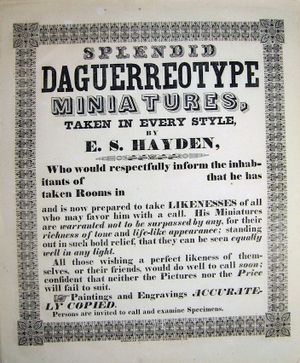 SPLENDID
DAGUERREOTYPE
MINIATURES,
TAKEN IN EVERY STYLE,
BY
E. S. HAYDEN,
Who would respectfully inform the inhab-
itants of that he has
taken Rooms in
and is now prepared to take LIKENESSES of all
who may favor him with a call. His Miniatures
are warranted not to be surpassed by any, for their
richness of tone and life-like appearance; standing
out in such bold relief, that they can be seen equally
well in any light.
All those wishing a perfect likeness of them-
selves, or their friends, would do well to call soon;
confident that neither the Pictures nor the Price
will fail to suit.
☞ Paintings and Engravings ACCURATE-
LY COPIED.
Persons are invited to call and examine Specimens.